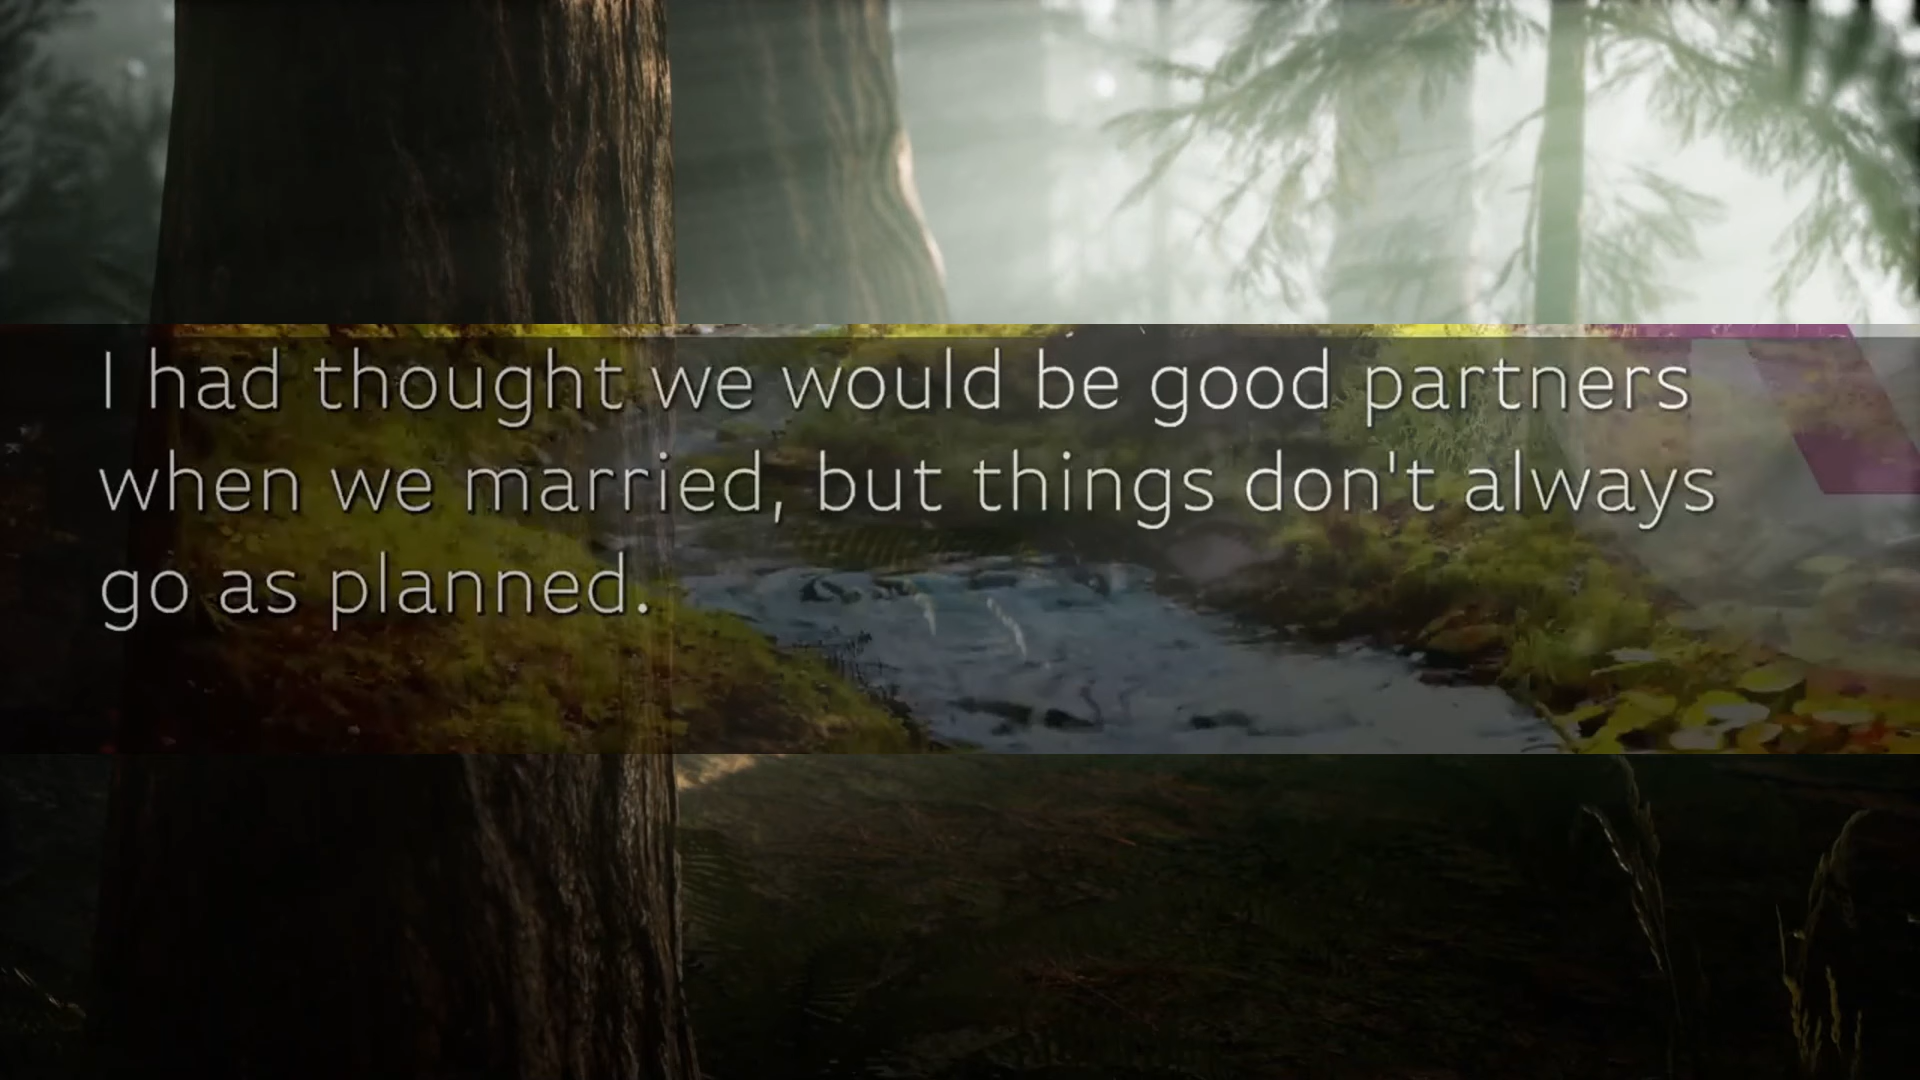 I had thought we would be good partners
when we married, but things don't always
go as planned.